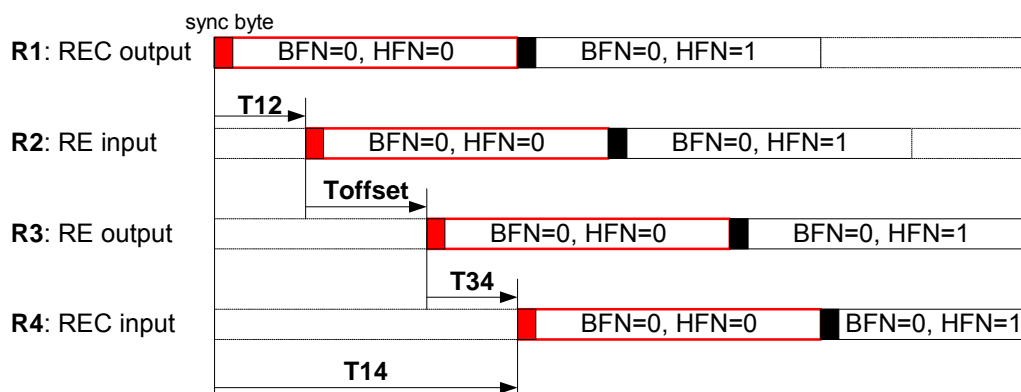 sync byte
R1: REC output BFN=0, HFN=0 BFN=0, HFN=1
T12
R2: RE input BFN=0, HFN=0 BFN=0, HFN=1
Toffset
R3: RE output BFN=0, HFN=0 BFN=0, HFN=1
T34
R4: REC input BFN=0, HFN=0 BFN=0, HFN=1
T14